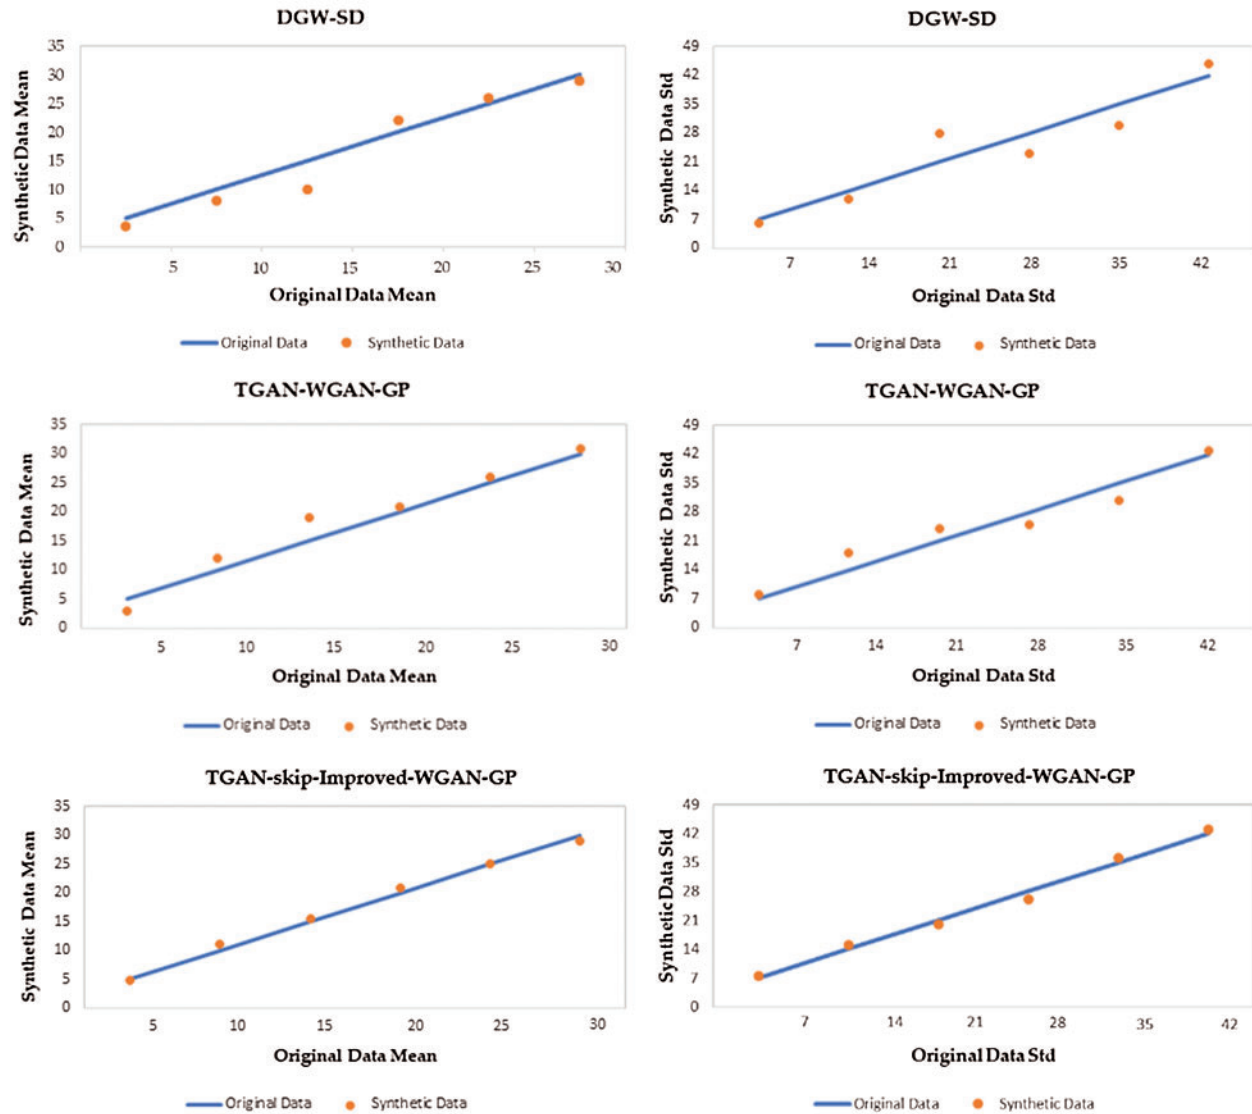 DGW-SD
35
30
25
20
15
10
5
0
Synthetic Data Mean
5 10 15 20 25 30
Original Data Mean
Original Data Synthetic Data
DGW-SD
49
42
35
28
21
14
7
0
Synthetic Data Std
7 14 21 28 35 42
Original Data Std
Original Data Synthetic Data
TGAN-WGAN-GP
35
30
25
20
15
10
5
0
Synthetic Data Mean
5 10 15 20 25 30
Original Data Mean
Original Data Synthetic Data
TGAN-WGAN-GP
49
42
35
28
21
14
7
0
Synthetic Data Std
7 14 21 28 35 42
Original Data Std
Original Data Synthetic Data
TGAN-skip-Improved-WGAN-GP
35
30
25
20
15
10
5
0
Synthetic Data Mean
5 10 15 20 25 30
Original Data Mean
Original Data Synthetic Data
TGAN-skip-Improved-WGAN-GP
49
42
35
28
21
14
7
0
Synthetic Data Std
7 14 21 28 35 42
Original Data Std
Original Data Synthetic Data